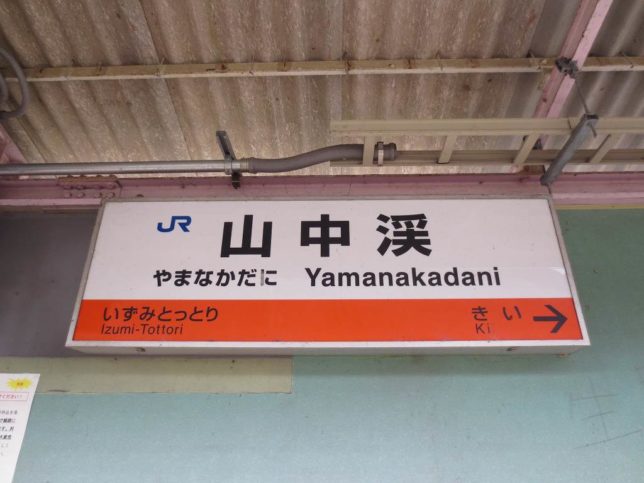 JR 山中渓
やまなかだに Yamanakadani
いずみとっとり きい →
Izumi-Tottori Ki